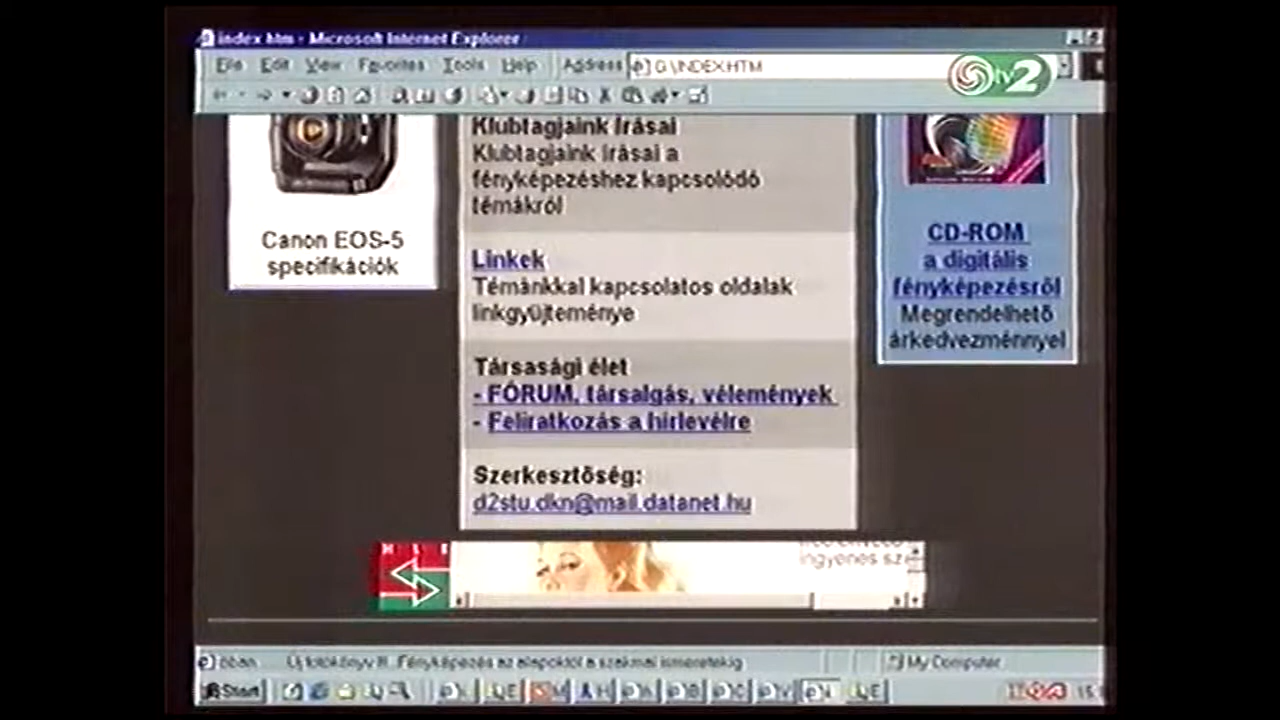 index.htm - Microsoft Internet Explorer
File Edit View Favorites Tools Help Address G:\INDEX.HTM
tv2
Klubtagjaink írásai
Klubtagjaink írásai a
fényképezéshez kapcsolódó
témákról
Canon EOS-5
specifikációk
Linkek
Témánkkal kapcsolatos oldalak
linkgyűjteménye
CD-ROM
a digitális
fényképezésről
Megrendelhetõ
árkedvezménnyel
Társasági élet
- FÓRUM, társalgás, vélemények
- Feliratkozás a hírlevélre
Szerkesztõség:
d2stu.dkn@mail.datanet.hu
ingyenes
Új fotókönyv !!! Fényképezés az alapoktól a szakmai ismeretekig My Computer
Start